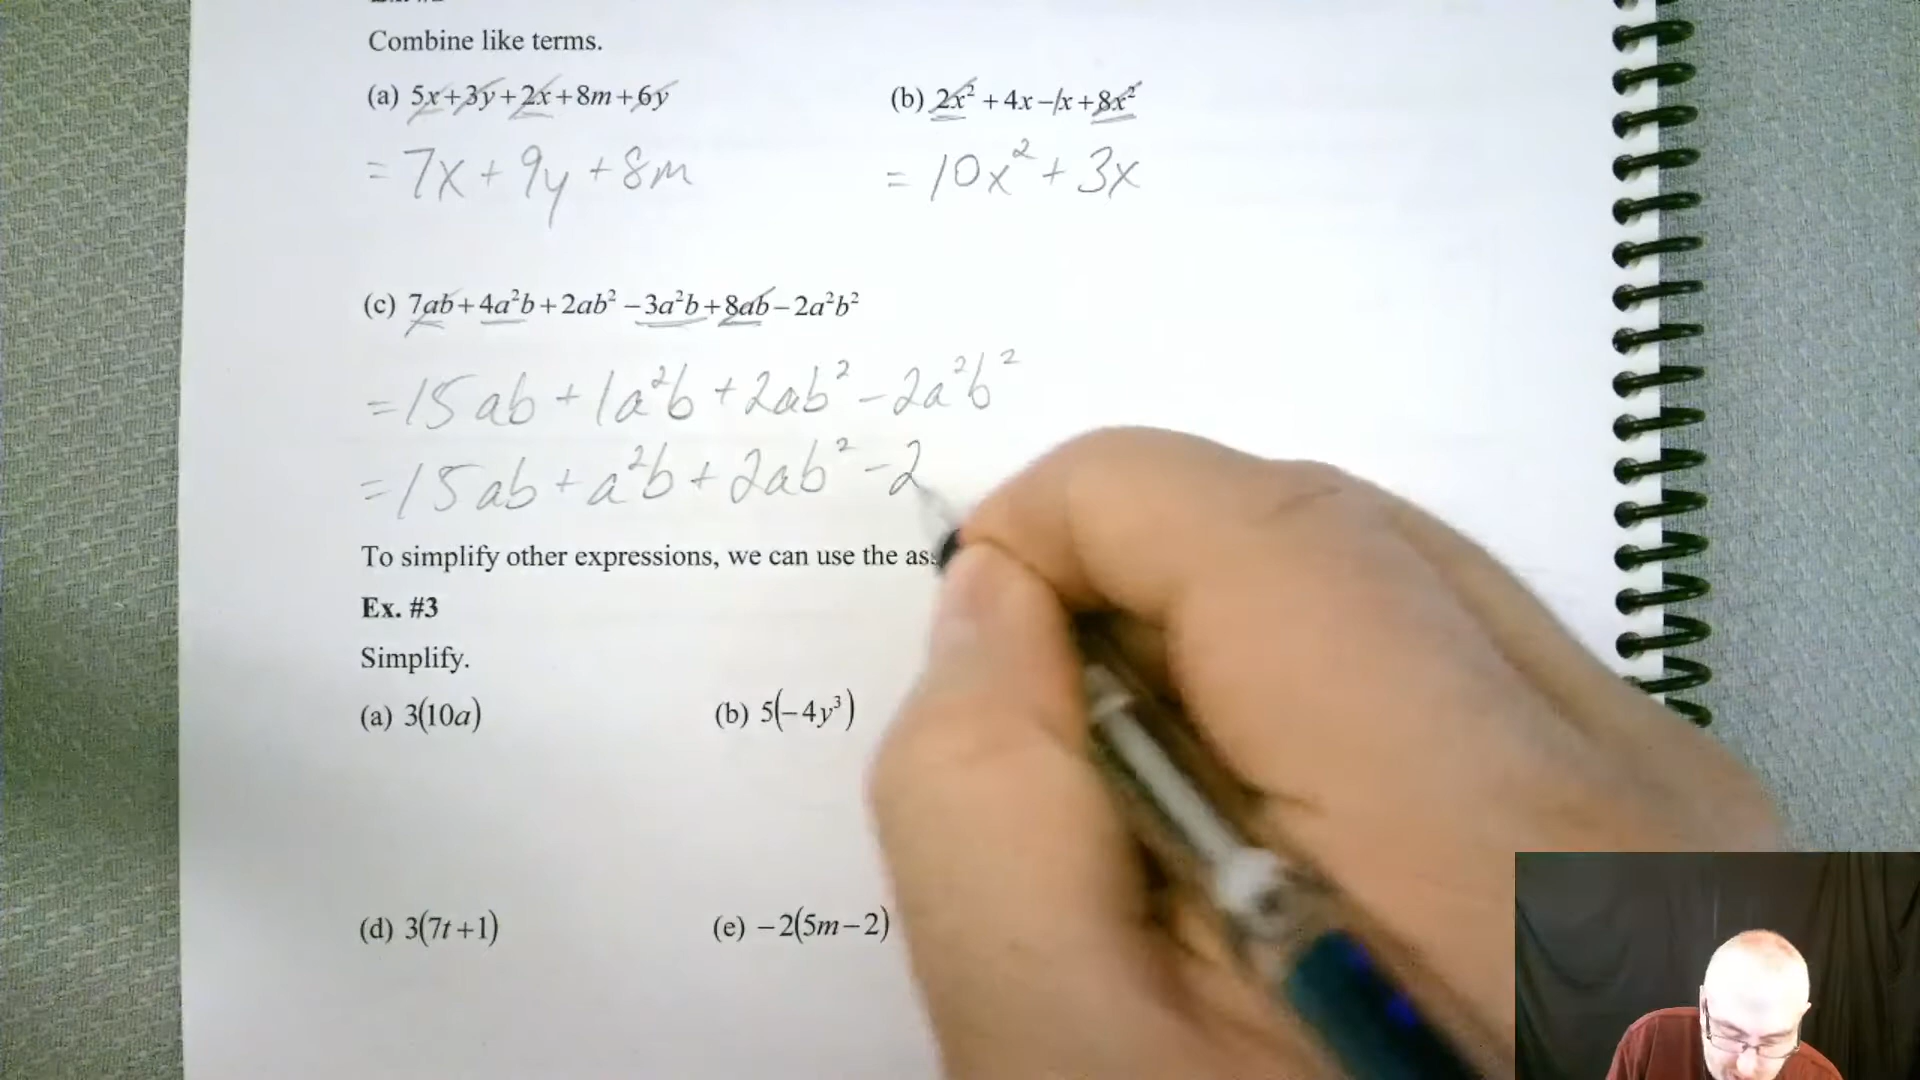 Combine like terms.
(a) 5x+3y+2x+8m+6y (b) 2x² + 4x−1x+8x²
= 7x + 9y + 8m = 10x² + 3x
(c) 7ab+4a²b+2ab²−3a²b+8ab−2a²b²
=15ab + 1a²b + 2ab² − 2a²b²
=15ab + a²b + 2ab² − 2
To simplify other expressions, we can use the
Ex. #3
Simplify.
(a) 3(10a) (b) 5(−4y³)
(d) 3(7t+1) (e) −2(5m−2)